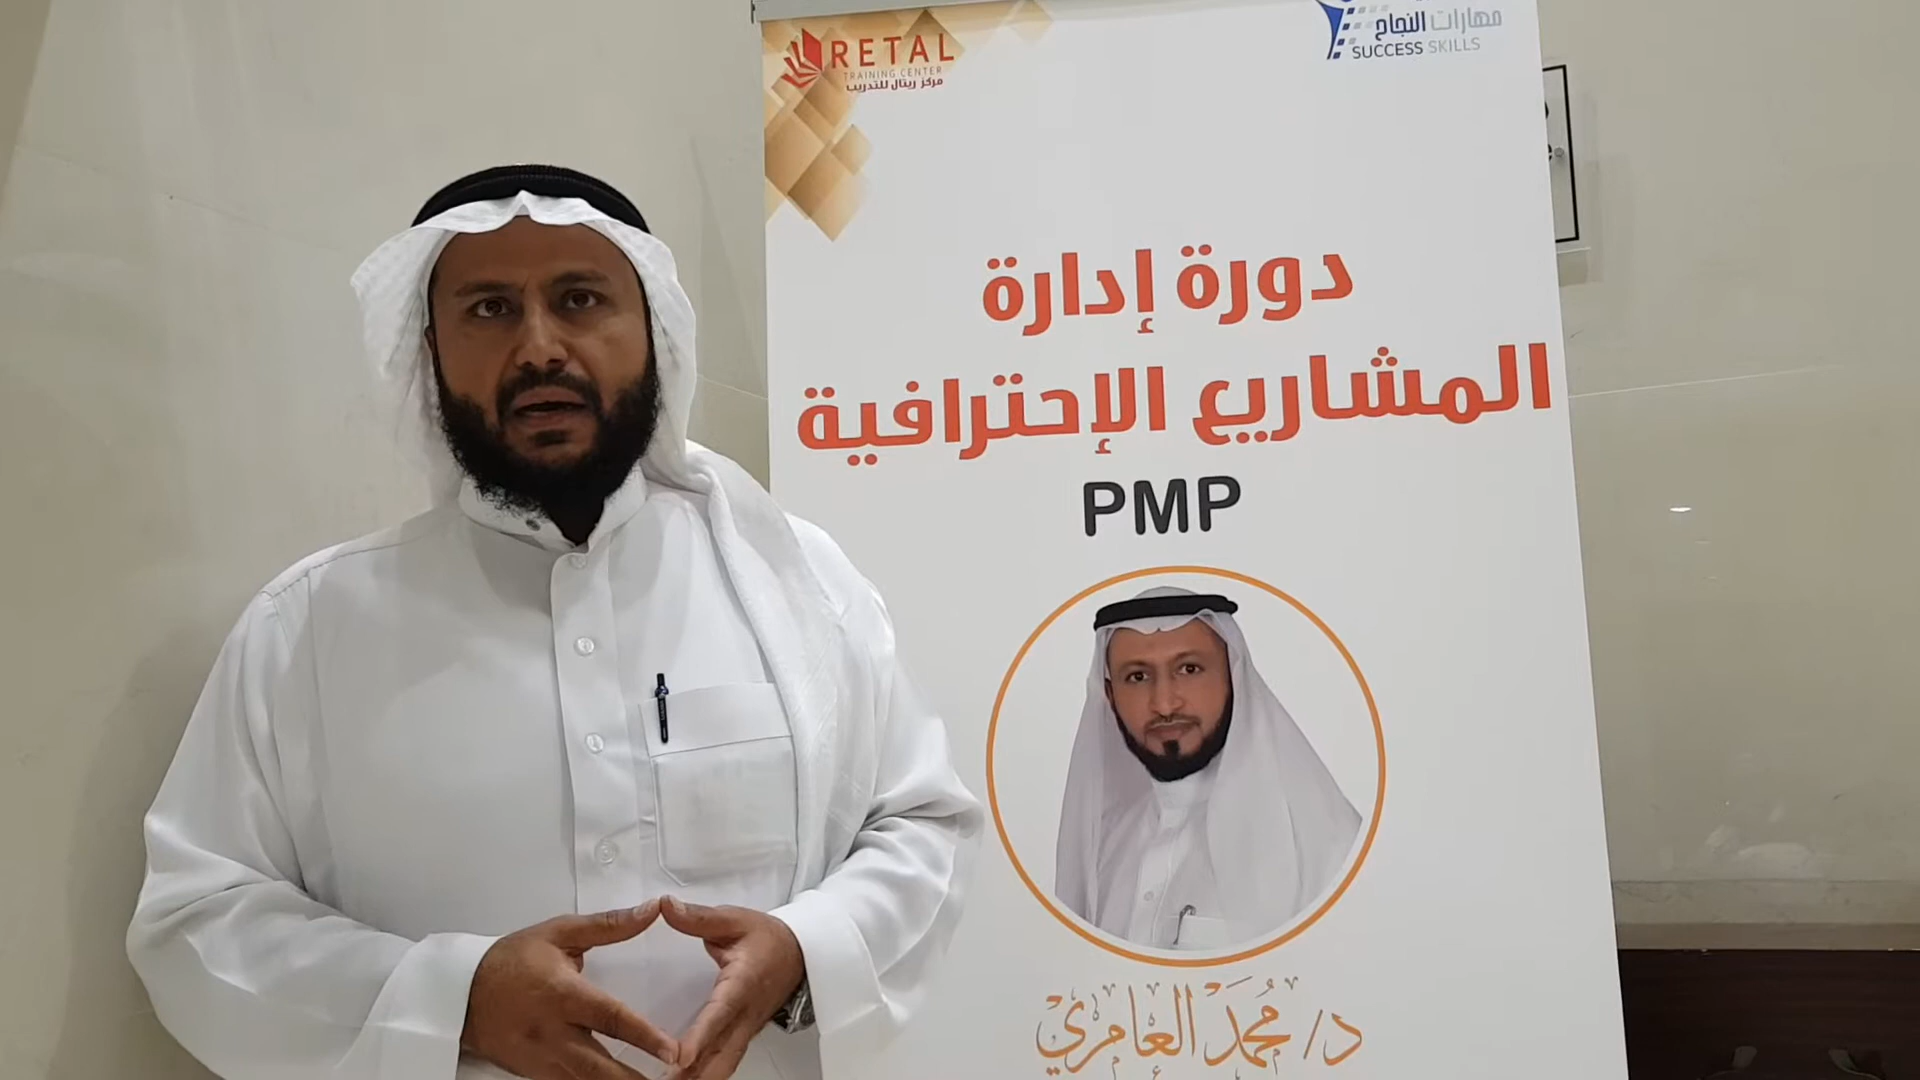 RETAL
TRAINING CENTER
مركز ريتال للتدريب
مهارات النجاح
SUCCESS SKILLS
دورة إدارة
المشاريع الإحترافية
PMP
د/ محمد العامري